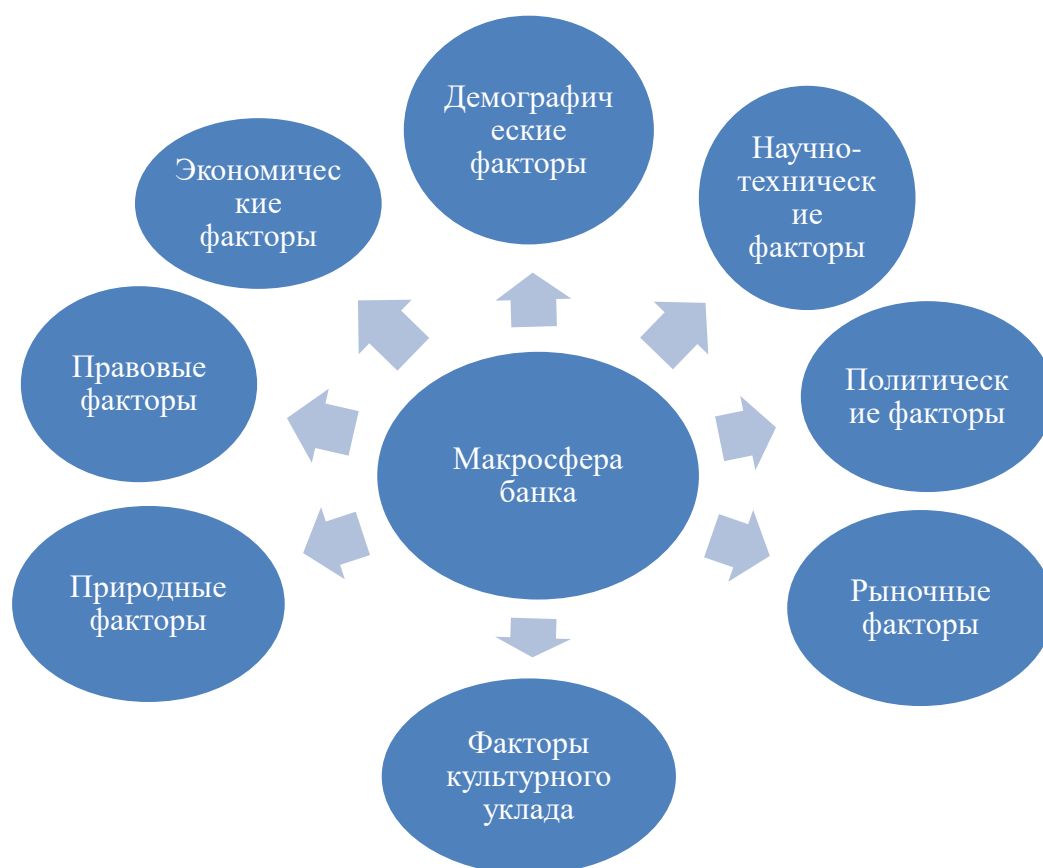 Демографич
еские
факторы
Научно-
техническ
ие
факторы
Экономичес
кие
факторы
Правовые
факторы
Политическ
ие факторы
Макросфера
банка
Природные
факторы
Рыночные
факторы
Факторы
культурного
уклада